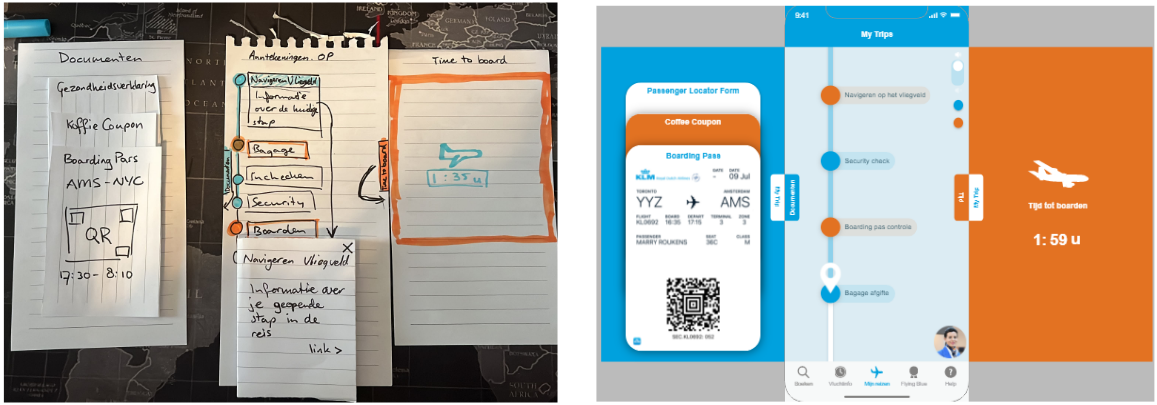 Documenten
Gezondheidsverklaring
Koffie Coupon
Boarding Pass
AMS-NYC
QR
17:30 - 8:10
Aantekeningen. OP
Navigeren Vliegveld
Informatie
over de huidige
stap
Bagage
Inchecken
Security
Boarden
Documenten
Time to board
Navigeren Vliegveld
X
Informatie over
je geopende
stap in de
reis
link >
Time to board
1:35 u
Passenger Locator Form
Coffee Coupon
Boarding Pass
KLM
DATE
DATE
-
09 Jul
TORONTO
AMSTERDAM
YYZ
AMS
FLIGHT
BOARD
DEPART
TERMINAL
ZONE
KL0692
16:35
17:15
3
3
PASSENGER
SEAT
CLASS
MARRY ROUKENS
36C
M
SEC KL0692: 062
9:41
My Trips
Navigeren op het vliegveld
Security check
Boarding pas controle
Bagage afgifte
My Trip
Documenten
TtD
My Trip
Boeken
Vluchtinfo
Mijn reizen
Flying Blue
Help
Tijd tot boarden
1: 59 u